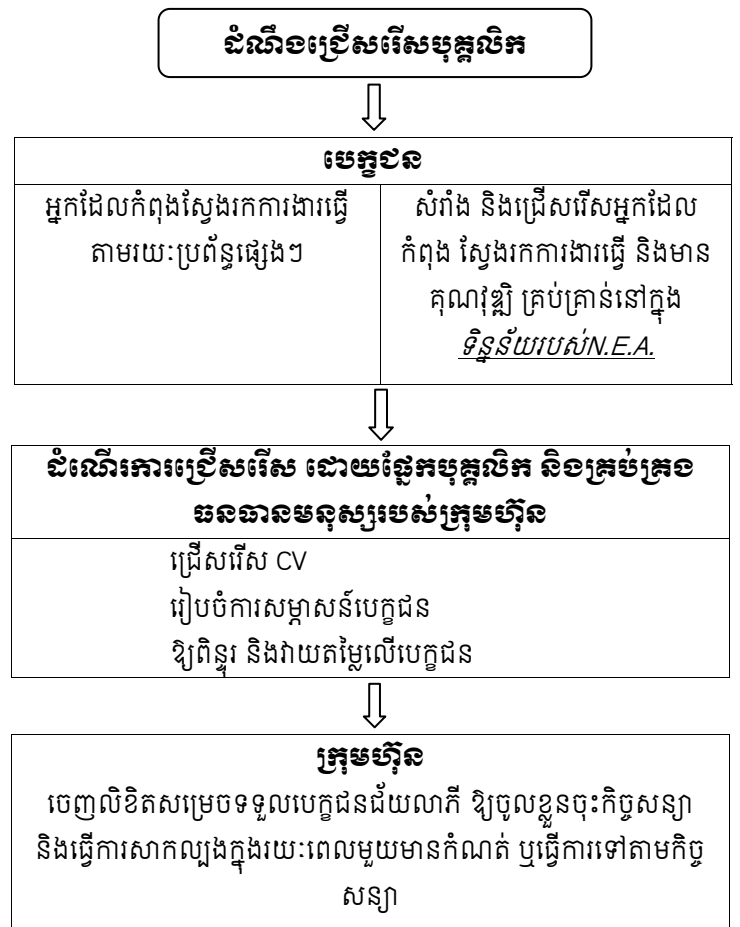 ដំណឹងជ្រើសរើសបុគ្គលិក
បេក្ខជន
អ្នកដែលកំពុងស្វែងរកការងារធ្វើ
តាមរយៈប្រព័ន្ធផ្សេងៗ
សំរាំង និងជ្រើសរើសអ្នកដែល
កំពុង ស្វែងរកការងារធ្វើ និងមាន
គុណវុឌ្ឍិ គ្រប់គ្រាន់នៅក្នុង
ទិន្នន័យរបស់N.E.A.
ដំណើរការជ្រើសរើស ដោយផ្នែកបុគ្គលិក និងគ្រប់គ្រង
ធនធានមនុស្សរបស់ក្រុមហ៊ុន
ជ្រើសរើស CV
រៀបចំការសម្ភាសន៍បេក្ខជន
ឱ្យពិន្ទុរ និងវាយតម្លៃលើបេក្ខជន
ក្រុមហ៊ុន
ចេញលិខិតសម្រេចទទួលបេក្ខជនជ័យលាភី ឱ្យចូលខ្លួនចុះកិច្ចសន្យា
និងធ្វើការសាកល្បងក្នុងរយៈពេលមួយមានកំណត់ ឬធ្វើការទៅតាមកិច្ច
សន្យា